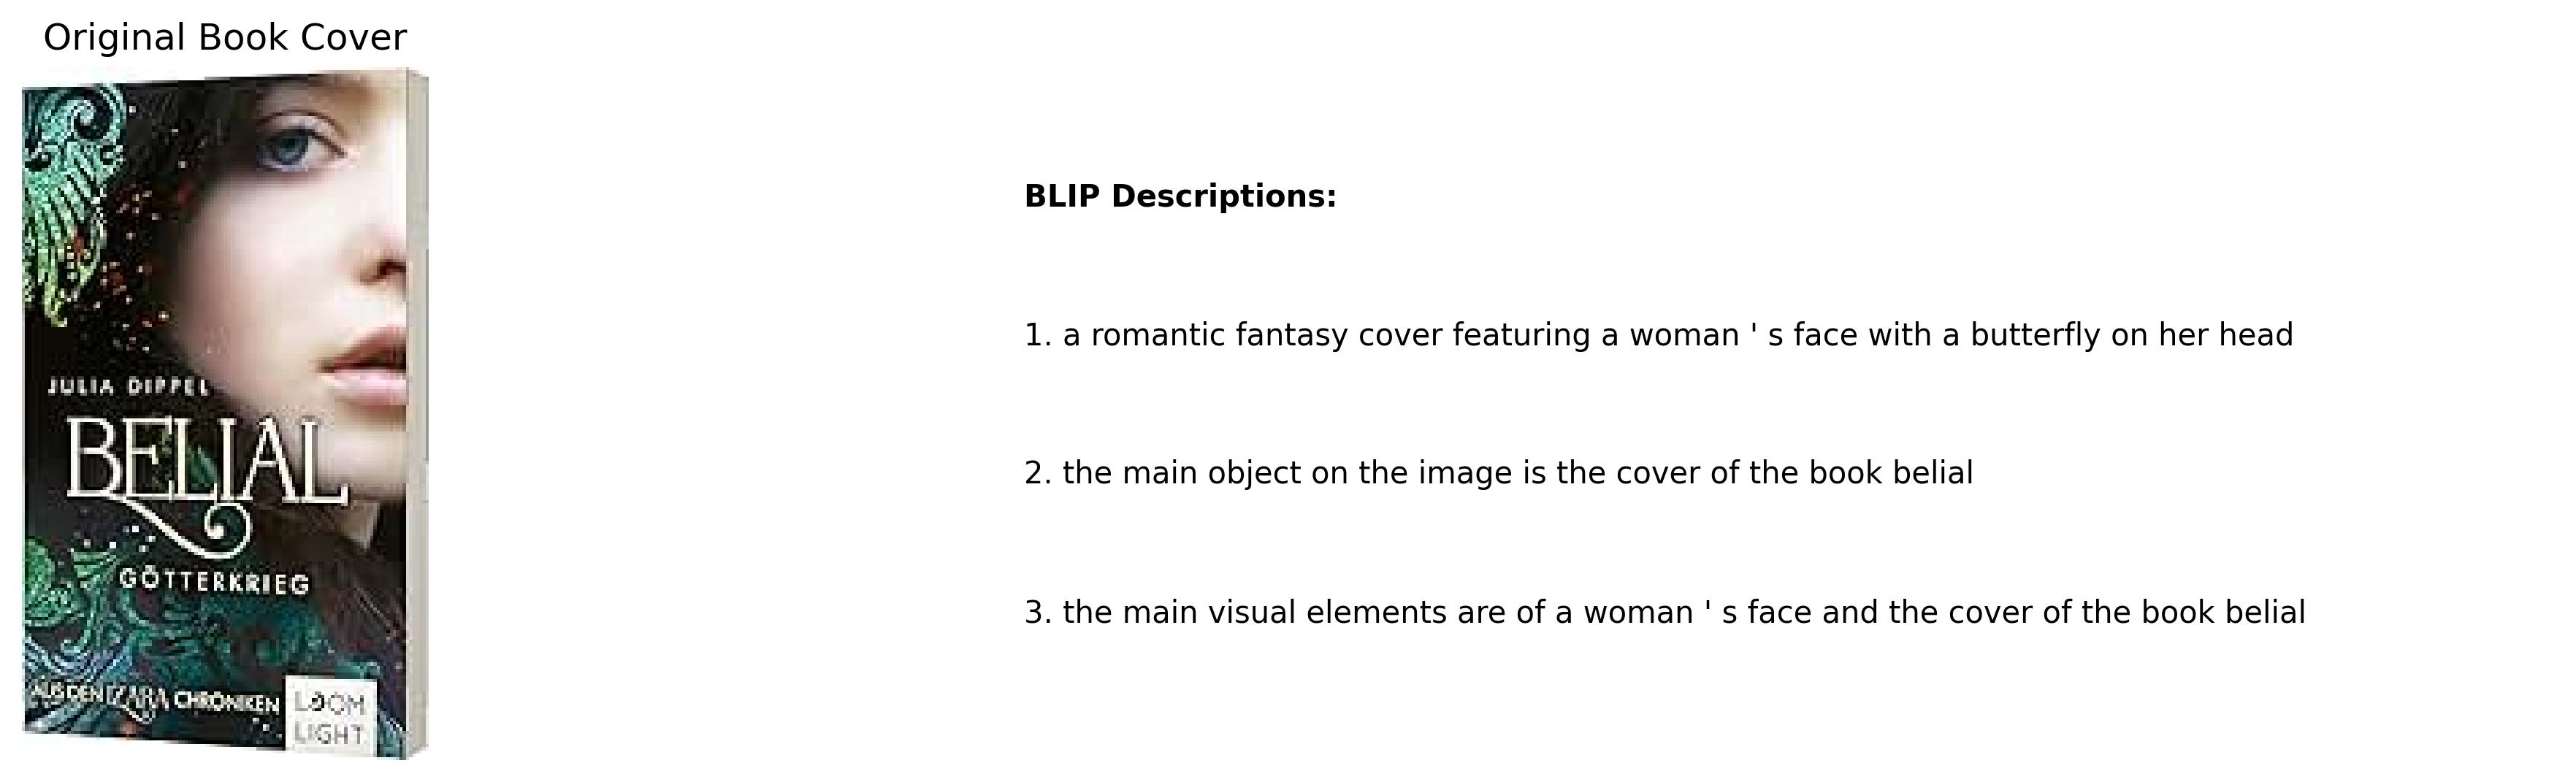 Original Book Cover
JULIA DIPPEL
BELIAL
GÖTTERKRIEG
AUS DEN IZARA CHRONIKEN
LOOM
LIGHT
BLIP Descriptions:
1. a romantic fantasy cover featuring a woman ' s face with a butterfly on her head
2. the main object on the image is the cover of the book belial
3. the main visual elements are of a woman ' s face and the cover of the book belial